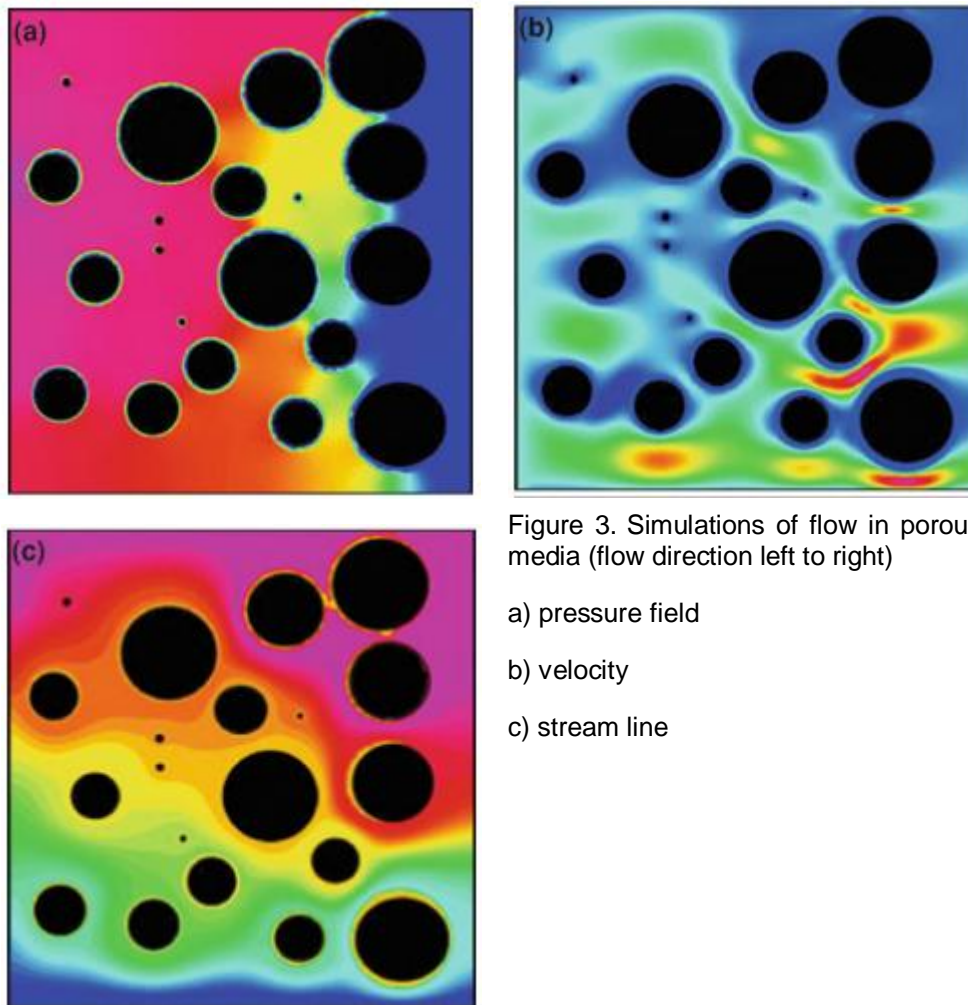 (a)
(b)
(c)
Figure 3. Simulations of flow in porou
media (flow direction left to right)
a) pressure field
b) velocity
c) stream line